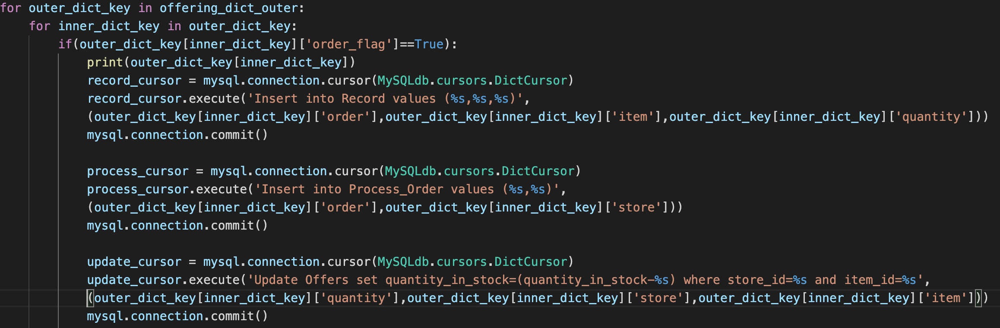 for outer_dict_key in offering_dict_outer:
    for inner_dict_key in outer_dict_key:
        if(outer_dict_key[inner_dict_key]['order_flag']==True):
            print(outer_dict_key[inner_dict_key])
            record_cursor = mysql.connection.cursor(MySQLdb.cursors.DictCursor)
            record_cursor.execute('Insert into Record values (%s,%s,%s)',
            (outer_dict_key[inner_dict_key]['order'],outer_dict_key[inner_dict_key]['item'],outer_dict_key[inner_dict_key]['quantity']))
            mysql.connection.commit()

            process_cursor = mysql.connection.cursor(MySQLdb.cursors.DictCursor)
            process_cursor.execute('Insert into Process_Order values (%s,%s)',
            (outer_dict_key[inner_dict_key]['order'],outer_dict_key[inner_dict_key]['store']))
            mysql.connection.commit()

            update_cursor = mysql.connection.cursor(MySQLdb.cursors.DictCursor)
            update_cursor.execute('Update Offers set quantity_in_stock=(quantity_in_stock-%s) where store_id=%s and item_id=%s',
            (outer_dict_key[inner_dict_key]['quantity'],outer_dict_key[inner_dict_key]['store'],outer_dict_key[inner_dict_key]['item']))
            mysql.connection.commit()